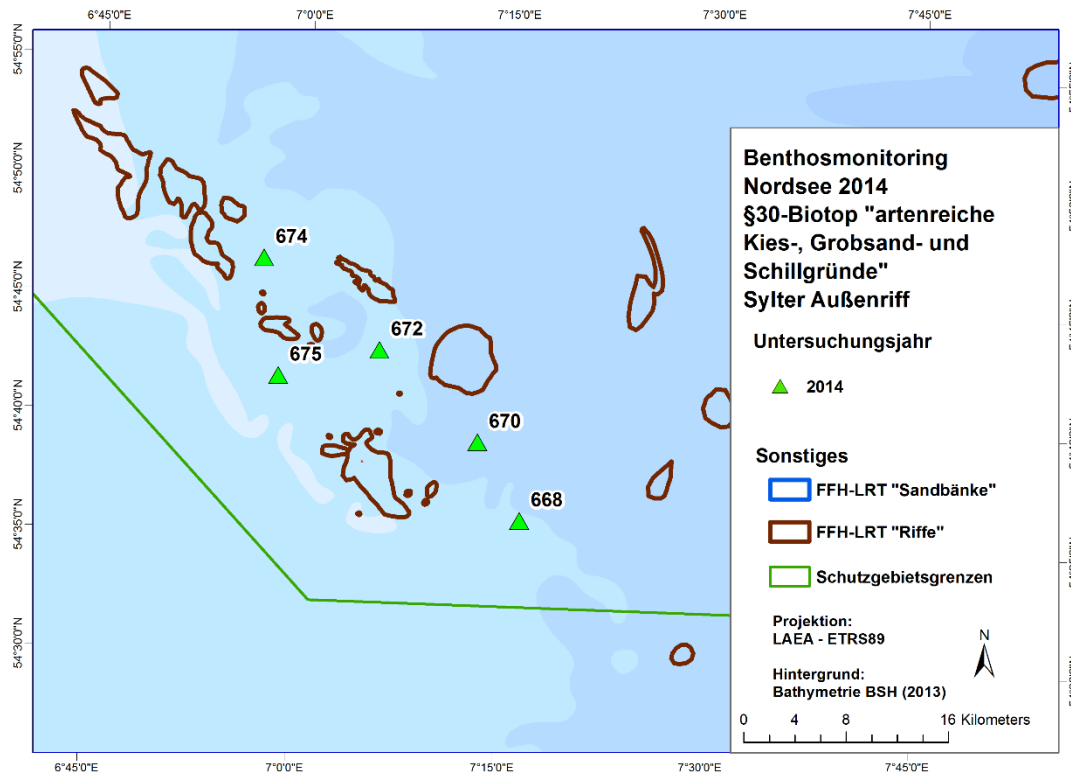 6°45'0"E 7°0'0"E 7°15'0"E 7°30'0"E 7°45'0"E
54°55'0"N
54°50'0"N
54°45'0"N
54°40'0"N
54°35'0"N
54°30'0"N
674
672
675
670
668
Benthosmonitoring
Nordsee 2014
§30-Biotop "artenreiche
Kies-, Grobsand- und
Schillgründe"
Sylter Außenriff
Untersuchungsjahr
2014
Sonstiges
FFH-LRT "Sandbänke"
FFH-LRT "Riffe"
Schutzgebietsgrenzen
Projektion:
LAEA - ETRS89
N
Hintergrund:
Bathymetrie BSH (2013)
0 4 8 16 Kilometers
6°45'0"E 7°0'0"E 7°15'0"E 7°30'0"E 7°45'0"E